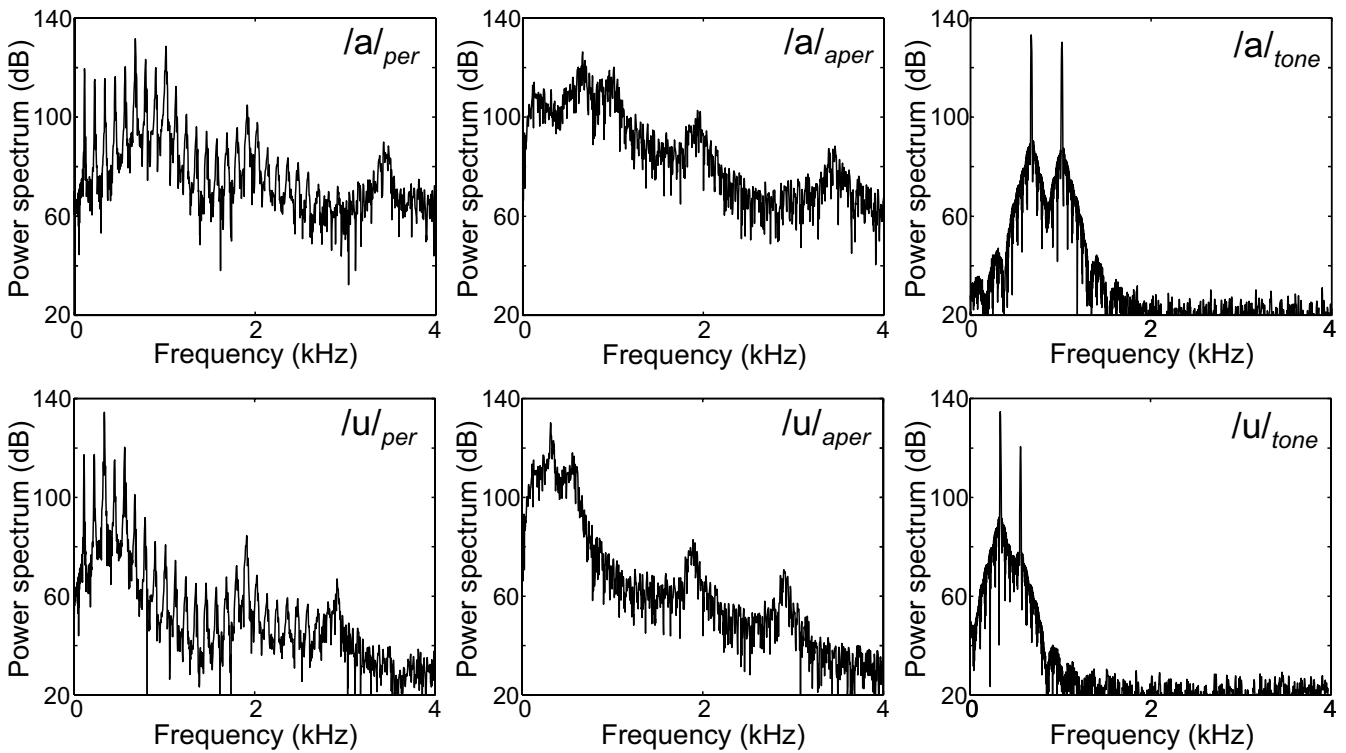 140
100
60
20
Power spectrum (dB)
/a/per
0
2
4
Frequency (kHz)
140
100
60
20
Power spectrum (dB)
/a/aper
0
2
4
Frequency (kHz)
140
100
60
20
Power spectrum (dB)
/a/tone
0
2
4
Frequency (kHz)
140
100
60
20
Power spectrum (dB)
/u/per
0
2
4
Frequency (kHz)
140
100
60
20
Power spectrum (dB)
/u/aper
0
2
4
Frequency (kHz)
140
100
60
20
Power spectrum (dB)
/u/tone
0
2
4
Frequency (kHz)